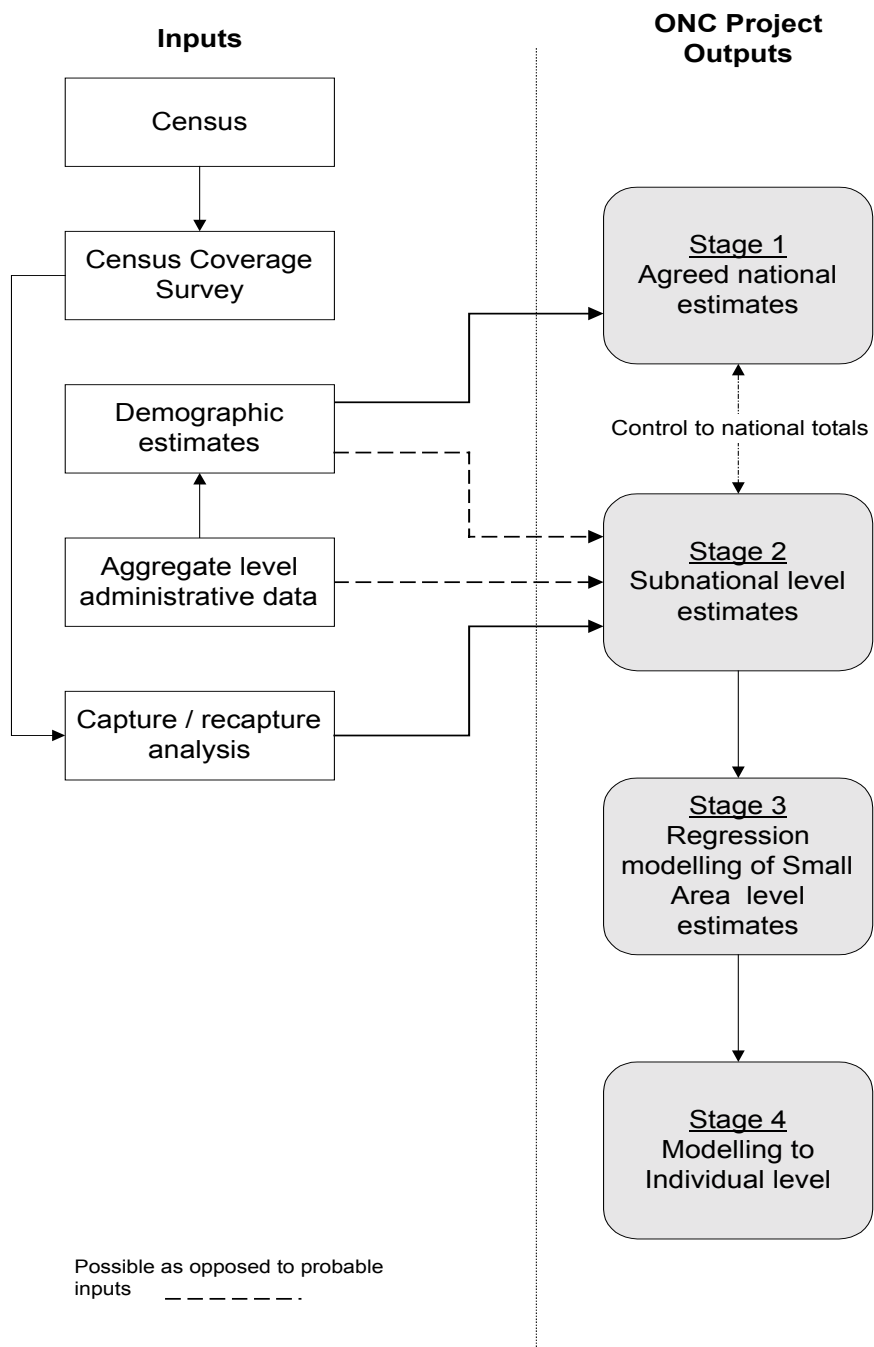 Inputs
ONC Project
Outputs
Census
Census Coverage
Survey
Demographic
estimates
Aggregate level
administrative data
Capture / recapture
analysis
Stage 1
Agreed national
estimates
Control to national totals
Stage 2
Subnational level
estimates
Stage 3
Regression
modelling of Small
Area level
estimates
Stage 4
Modelling to
Individual level
Possible as opposed to probable
inputs